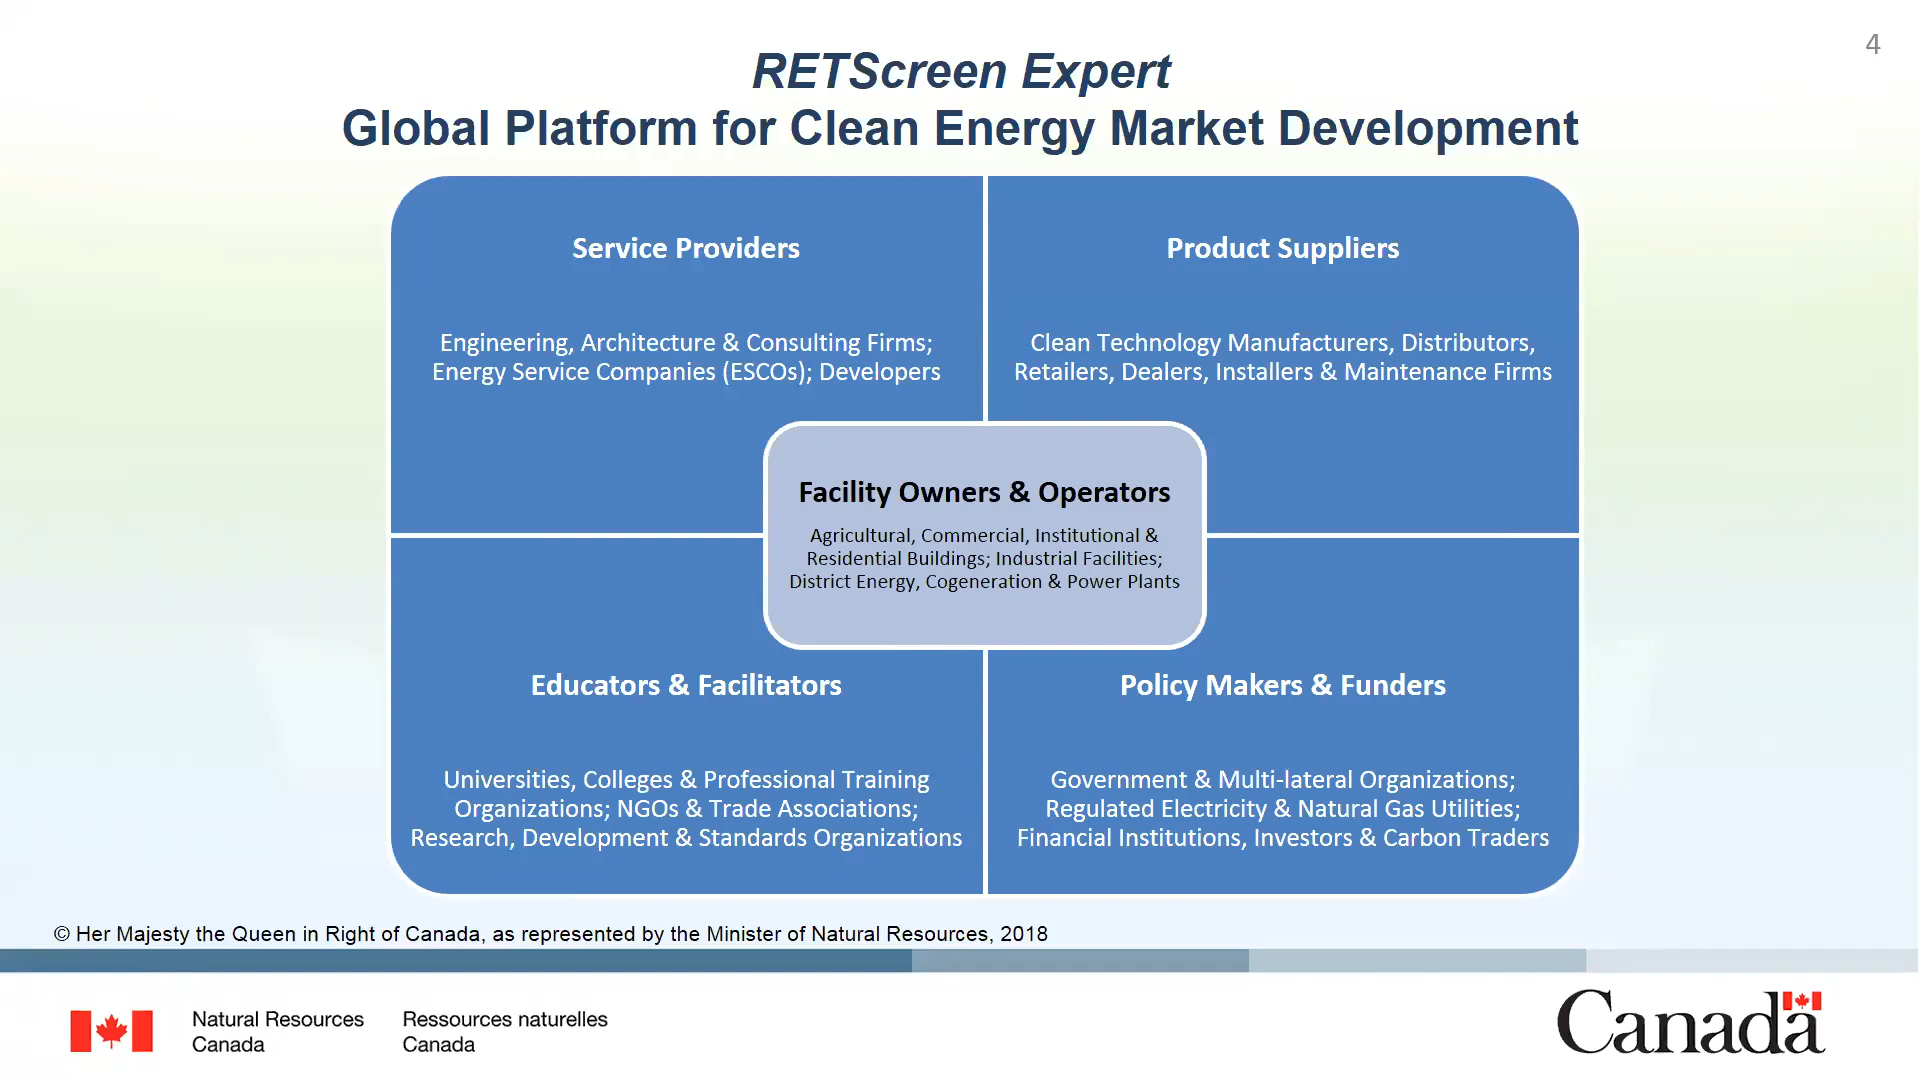 4
RETScreen Expert
Global Platform for Clean Energy Market Development
Service Providers
Engineering, Architecture & Consulting Firms;
Energy Service Companies (ESCOs); Developers
Product Suppliers
Clean Technology Manufacturers, Distributors,
Retailers, Dealers, Installers & Maintenance Firms
Facility Owners & Operators
Agricultural, Commercial, Institutional &
Residential Buildings; Industrial Facilities;
District Energy, Cogeneration & Power Plants
Educators & Facilitators
Universities, Colleges & Professional Training
Organizations; NGOs & Trade Associations;
Research, Development & Standards Organizations
Policy Makers & Funders
Government & Multi-lateral Organizations;
Regulated Electricity & Natural Gas Utilities;
Financial Institutions, Investors & Carbon Traders
© Her Majesty the Queen in Right of Canada, as represented by the Minister of Natural Resources, 2018
Natural Resources
Canada
Ressources naturelles
Canada
Canada